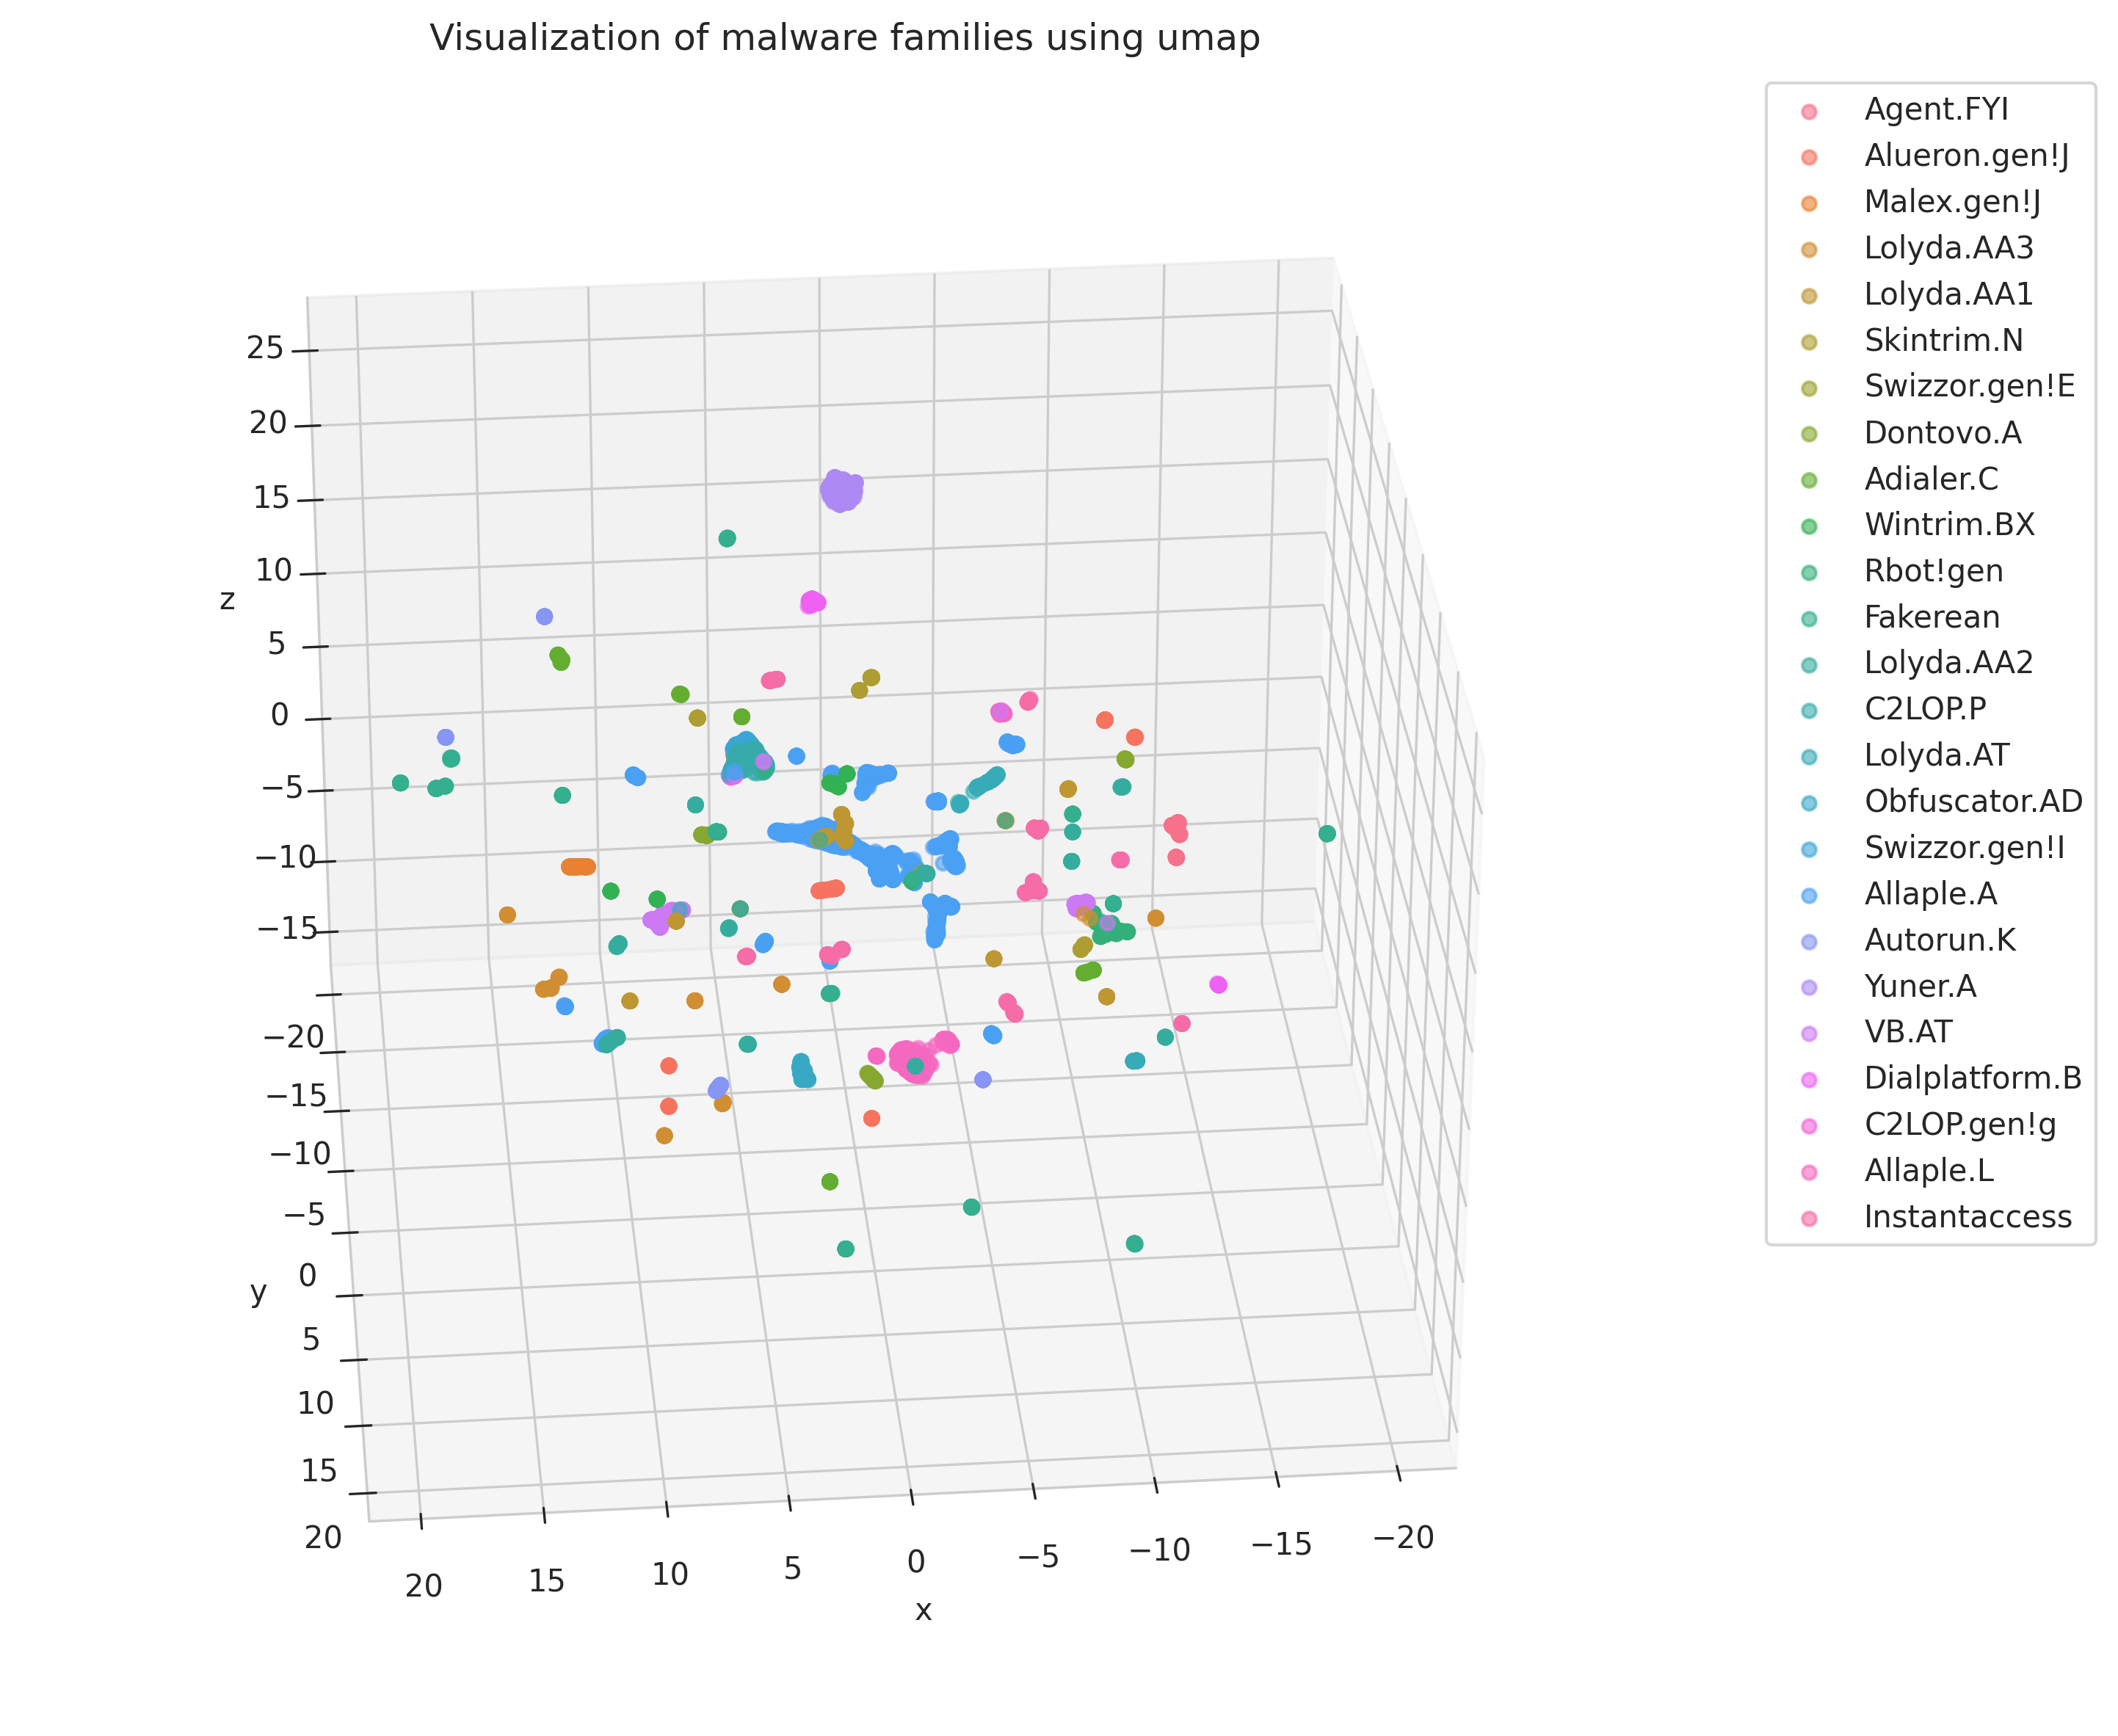 Visualization of malware families using umap
Agent.FYI
Alueron.gen!J
Malex.gen!J
Lolyda.AA3
Lolyda.AA1
Skintrim.N
Swizzor.gen!E
Dontovo.A
Adialer.C
Wintrim.BX
Rbot!gen
Fakerean
Lolyda.AA2
C2LOP.P
Lolyda.AT
Obfuscator.AD
Swizzor.gen!I
Allaple.A
Autorun.K
Yuner.A
VB.AT
Dialplatform.B
C2LOP.gen!g
Allaple.L
Instantaccess
25
20
15
10
z
5
0
−5
−10
−15
−20
−15
−10
−5
0
y
5
10
15
20
20
15
10
5
0
−5
−10
−15
−20
x